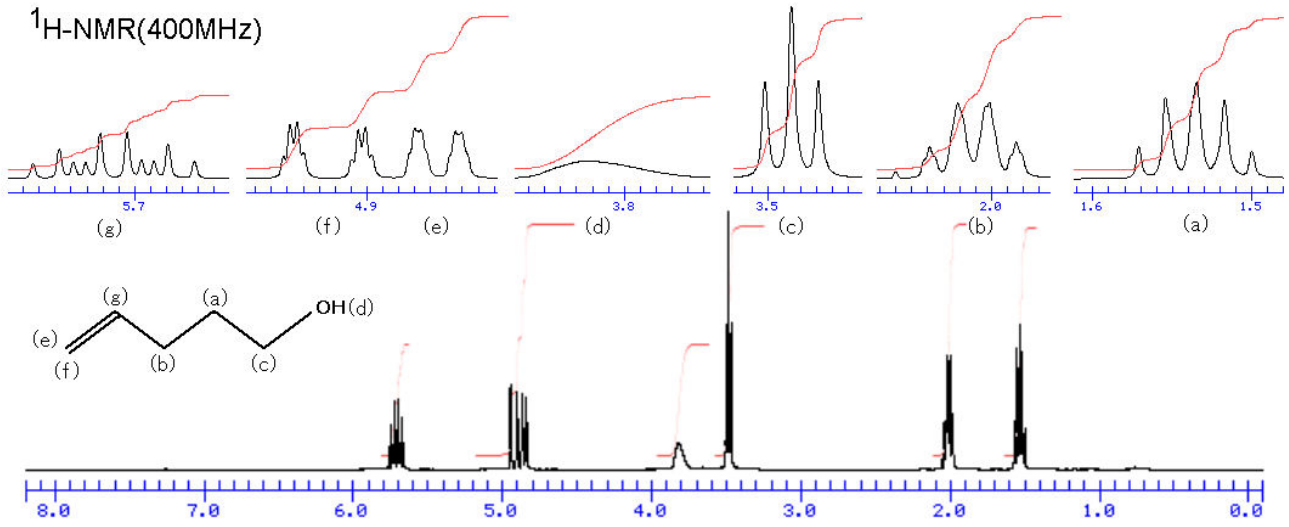 ¹H-NMR(400MHz)
5.7 4.9 3.8 3.5 2.0 1.6 1.5
(g) (f) (e) (d) (c) (b) (a)
(g) (a) OH(d)
(e) (f) (b) (c)
8.0 7.0 6.0 5.0 4.0 3.0 2.0 1.0 0.0